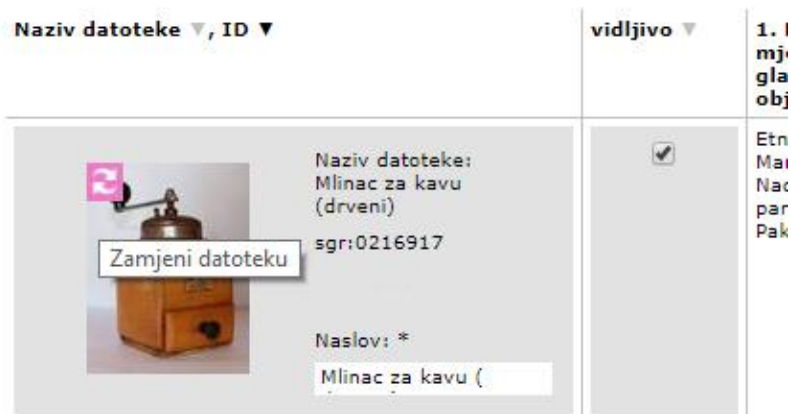 Naziv datoteke ▼, ID ▼
vidljivo ▼
1.
Naziv datoteke:
Mlinac za kavu
(drveni)
sgr:0216917
Zamjeni datoteku
Naslov: *
Mlinac za kavu (